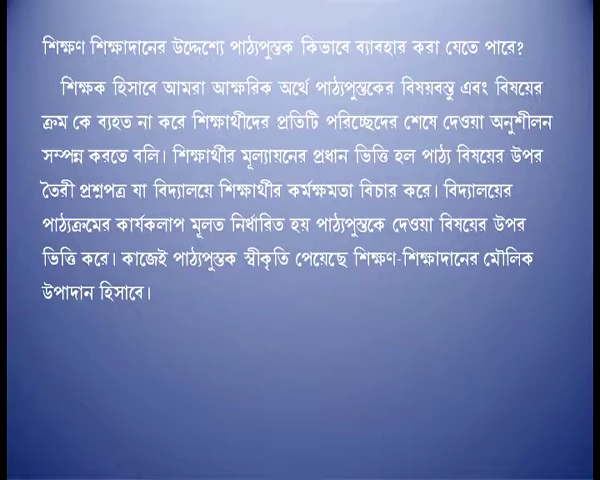 শিক্ষণ শিক্ষাদানের উদ্দেশ্যে পাঠ্যপুস্তক কিভাবে ব্যাবহার করা যেতে পারে?
শিক্ষক হিসাবে আমরা আক্ষরিক অর্থে পাঠ্যপুস্তকের বিষয়বস্তু এবং বিষয়ের
ক্রম কে ব্যহত না করে শিক্ষার্থীদের প্রতিটি পরিচ্ছেদের শেষে দেওয়া অনুশীলন
সম্পন্ন করতে বলি। শিক্ষার্থীর মূল্যায়নের প্রধান ভিত্তি হল পাঠ্য বিষয়ের উপর
তৈরী প্রশ্নপত্র যা বিদ্যালয়ে শিক্ষার্থীর কর্মক্ষমতা বিচার করে। বিদ্যালয়ের
পাঠ্যক্রমের কার্যকলাপ মূলত নির্ধারিত হয় পাঠ্যপুস্তকে দেওয়া বিষয়ের উপর
ভিত্তি করে। কাজেই পাঠ্যপুস্তক স্বীকৃতি পেয়েছে শিক্ষণ-শিক্ষাদানের মৌলিক
উপাদান হিসাবে।